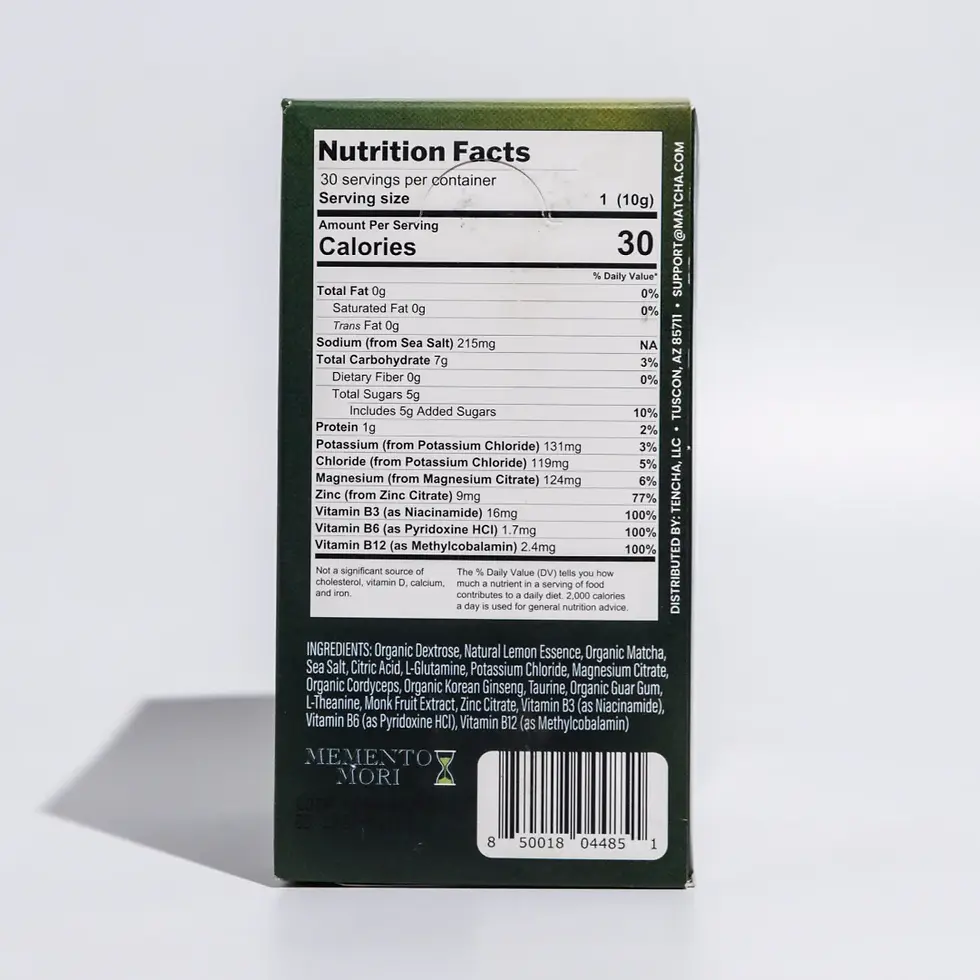 Nutrition Facts
30 servings per container
Serving size 1 (10g)
Amount Per Serving
Calories 30
% Daily Value*
Total Fat 0g 0%
Saturated Fat 0g 0%
Trans Fat 0g
Sodium (from Sea Salt) 215mg NA
Total Carbohydrate 7g 3%
Dietary Fiber 0g 0%
Total Sugars 5g
Includes 5g Added Sugars 10%
Protein 1g 2%
Potassium (from Potassium Chloride) 131mg 3%
Chloride (from Potassium Chloride) 119mg 5%
Magnesium (from Magnesium Citrate) 124mg 6%
Zinc (from Zinc Citrate) 9mg 77%
Vitamin B3 (as Niacinamide) 16mg 100%
Vitamin B6 (as Pyridoxine HCl) 1.7mg 100%
Vitamin B12 (as Methylcobalamin) 2.4mg 100%
Not a significant source of
cholesterol, vitamin D, calcium,
and iron.
The % Daily Value (DV) tells you how
much a nutrient in a serving of food
contributes to a daily diet. 2,000 calories
a day is used for general nutrition advice.
DISTRIBUTED BY: TENCHA, LLC • TUSCON, AZ 85711 • SUPPORT@MATCHA.COM
INGREDIENTS: Organic Dextrose, Natural Lemon Essence, Organic Matcha,
Sea Salt, Citric Acid, L-Glutamine, Potassium Chloride, Magnesium Citrate,
Organic Cordyceps, Organic Korean Ginseng, Taurine, Organic Guar Gum,
L-Theanine, Monk Fruit Extract, Zinc Citrate, Vitamin B3 (as Niacinamide),
Vitamin B6 (as Pyridoxine HCl), Vitamin B12 (as Methylcobalamin)
MEMENTO
MORI
8 50018 04485 1